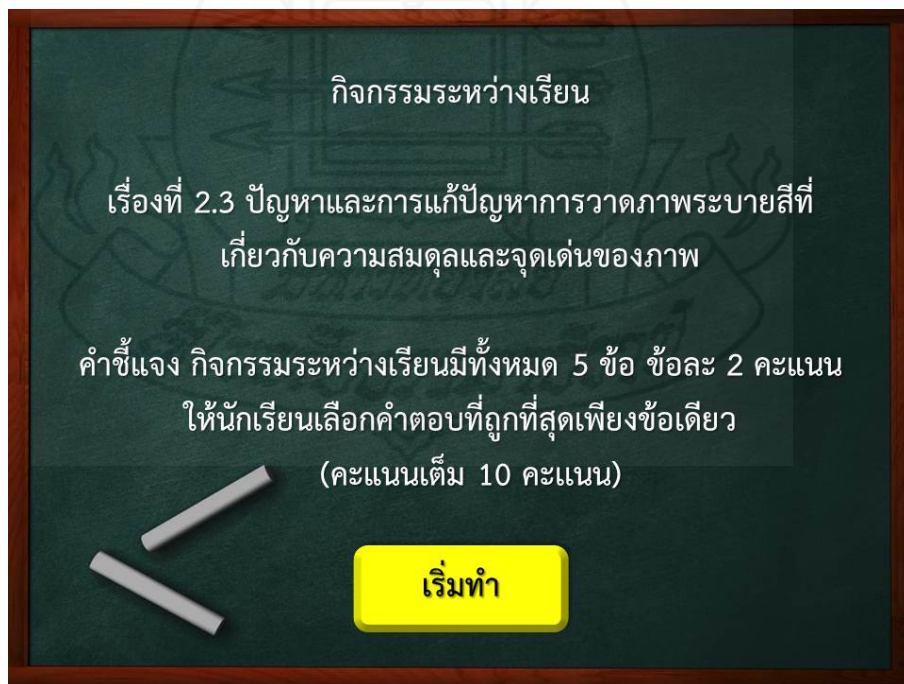 กิจกรรมระหว่างเรียน
เรื่องที่ 2.3 ปัญหาและการแก้ปัญหาการวาดภาพระบายสีที่
เกี่ยวกับความสมดุลและจุดเด่นของภาพ
คำชี้แจง กิจกรรมระหว่างเรียนมีทั้งหมด 5 ข้อ ข้อละ 2 คะแนน
ให้นักเรียนเลือกคำตอบที่ถูกที่สุดเพียงข้อเดียว
(คะแนนเต็ม 10 คะแนน)
เริ่มทำ